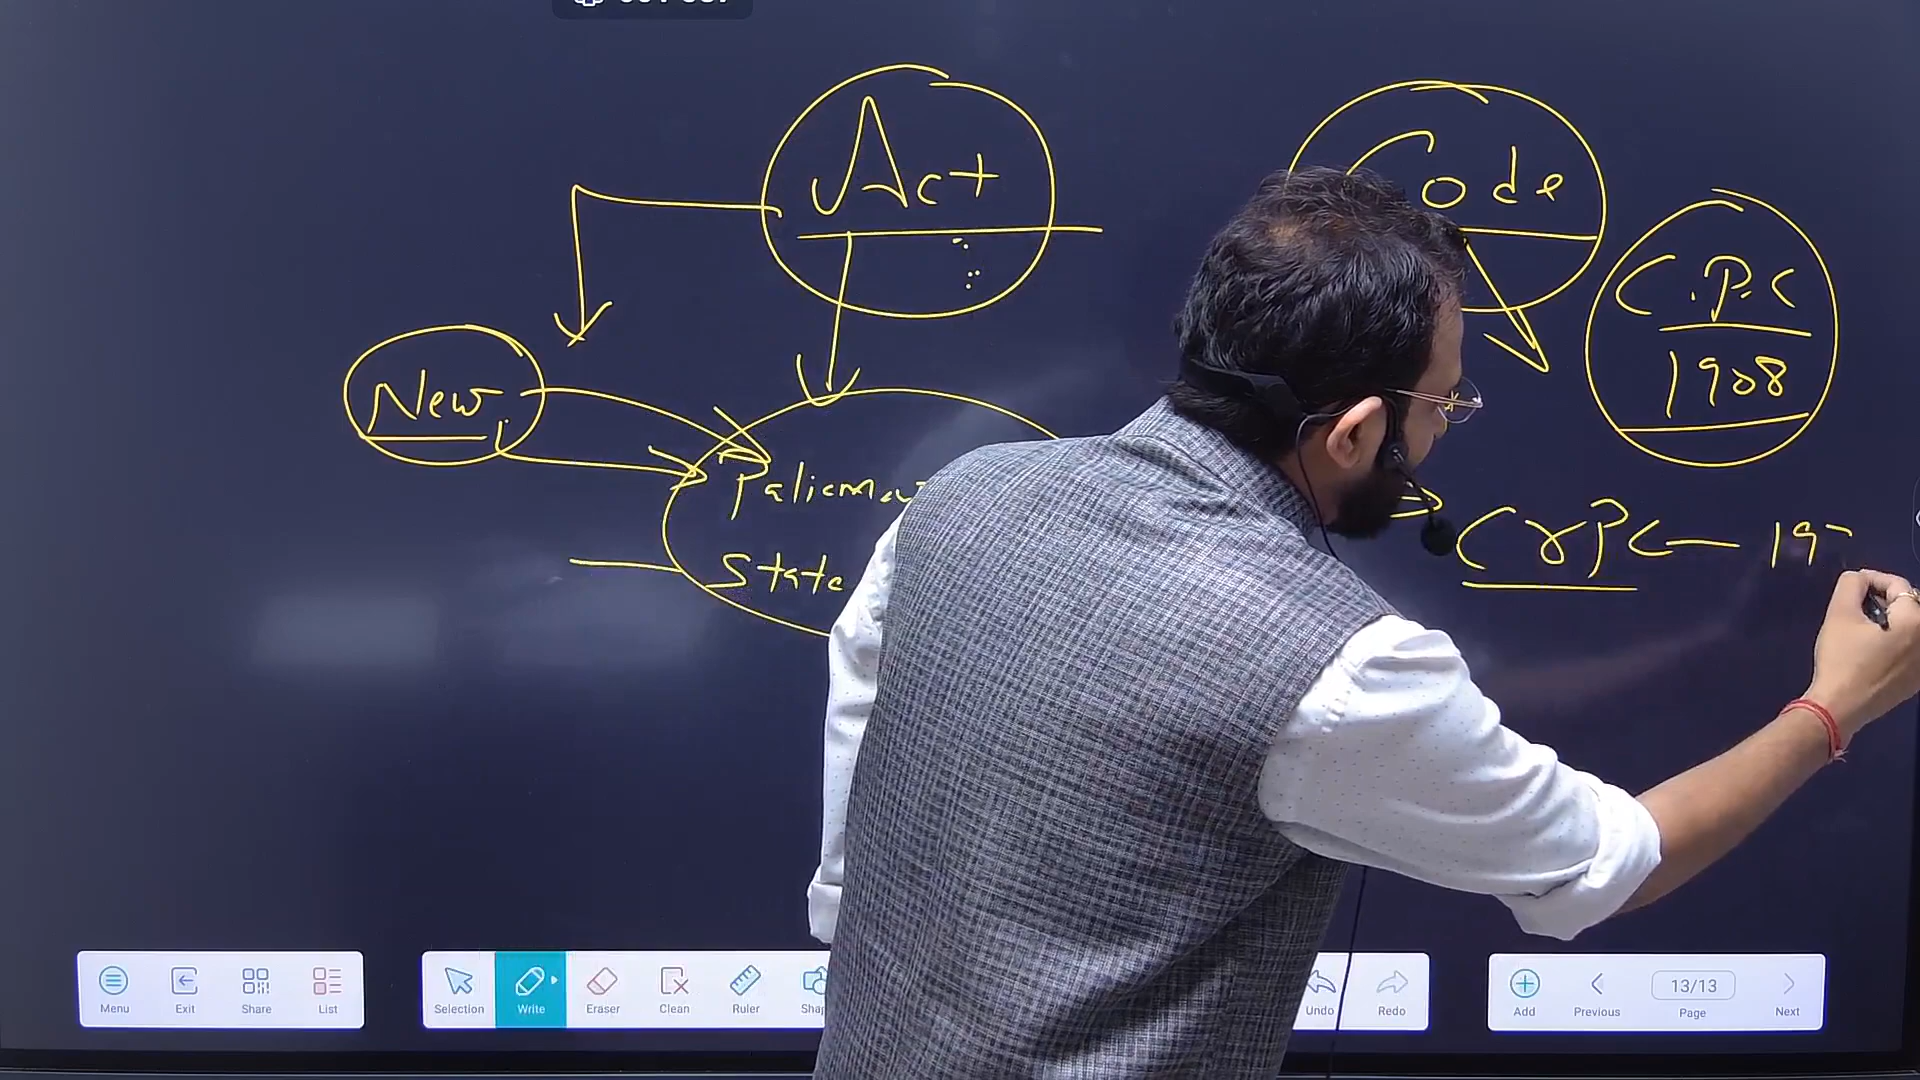 Act
Code
C.P.C
1908
New
State
CrPC — 19
Menu
Exit
Share
List
Selection
Write
Eraser
Clean
Ruler
Undo
Redo
Add
Previous
13/13
Page
Next